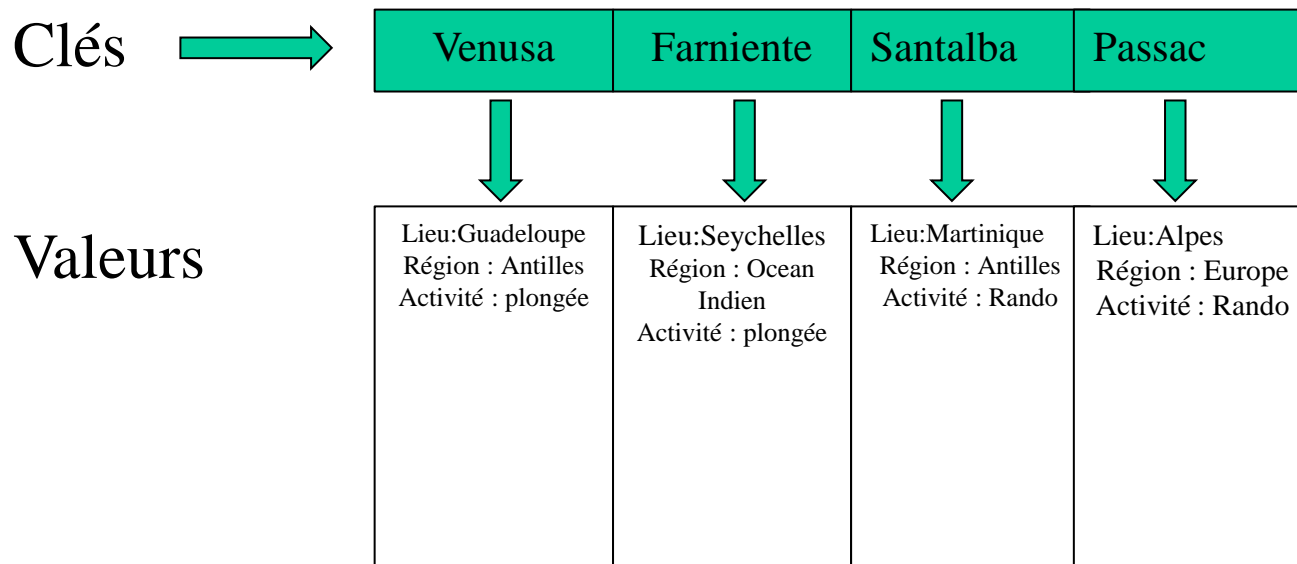 Clés
Venusa
Farniente
Santalba
Passac
Valeurs
Lieu:Guadeloupe
Région : Antilles
Activité : plongée
Lieu:Seychelles
Région : Ocean
Indien
Activité : plongée
Lieu:Martinique
Région : Antilles
Activité : Rando
Lieu:Alpes
Région : Europe
Activité : Rando